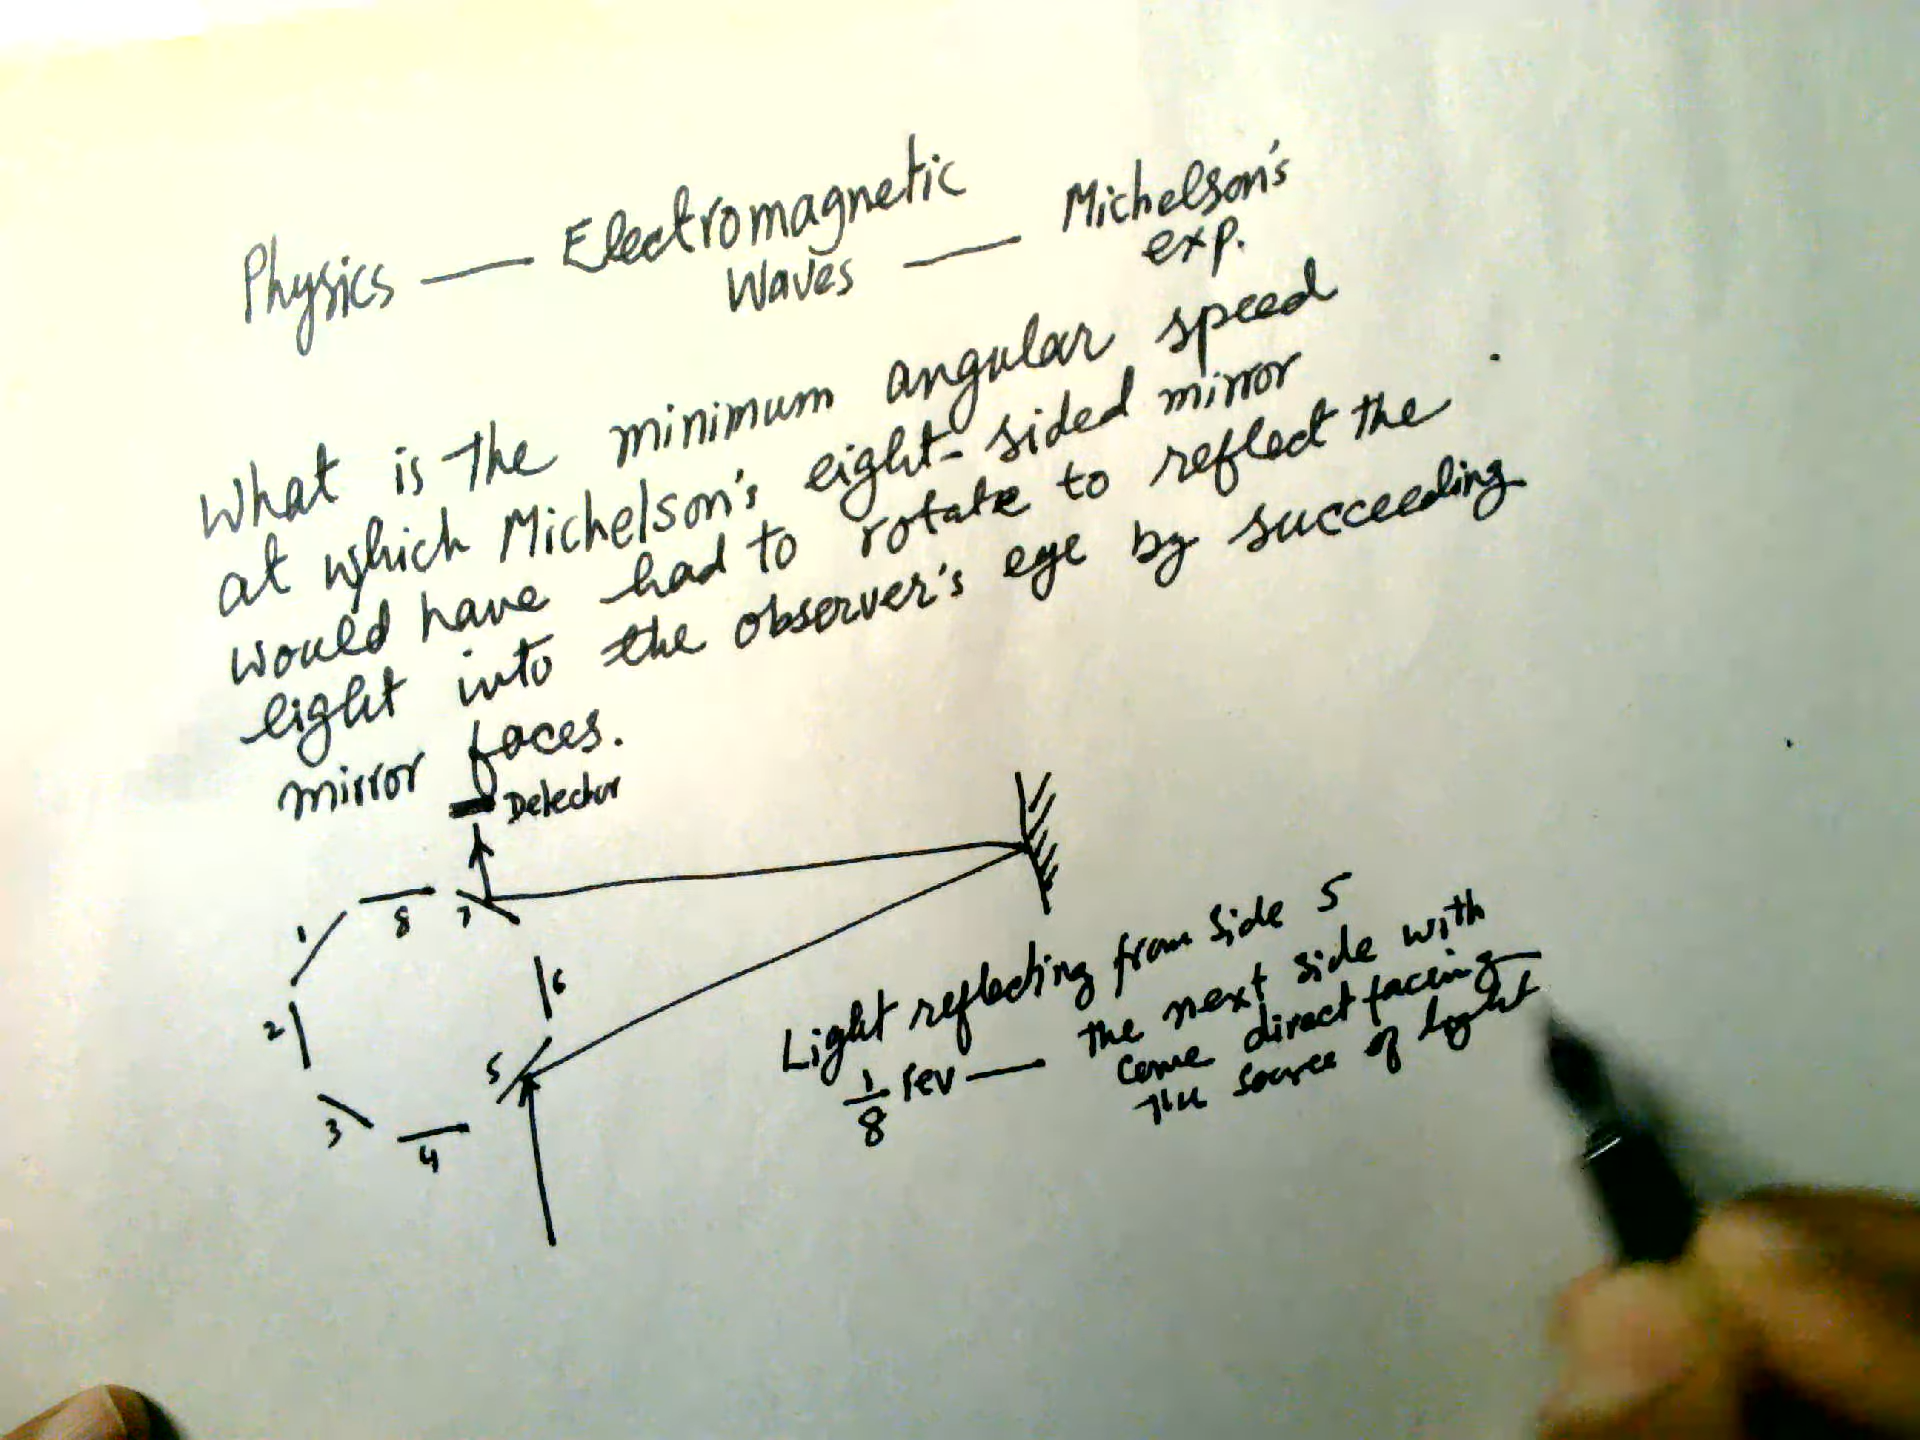 Physics — Electromagnetic Waves — Michelson's exp.
What is the minimum angular speed
at which Michelson's eight-sided mirror
would have had to rotate to reflect the
light into the observer's eye by succeeding
mirror faces.
Detector
8
7
1
6
2
5
3
4
Light reflecting from side 5
1/8 rev — the next side with
come direct facing
the source of light